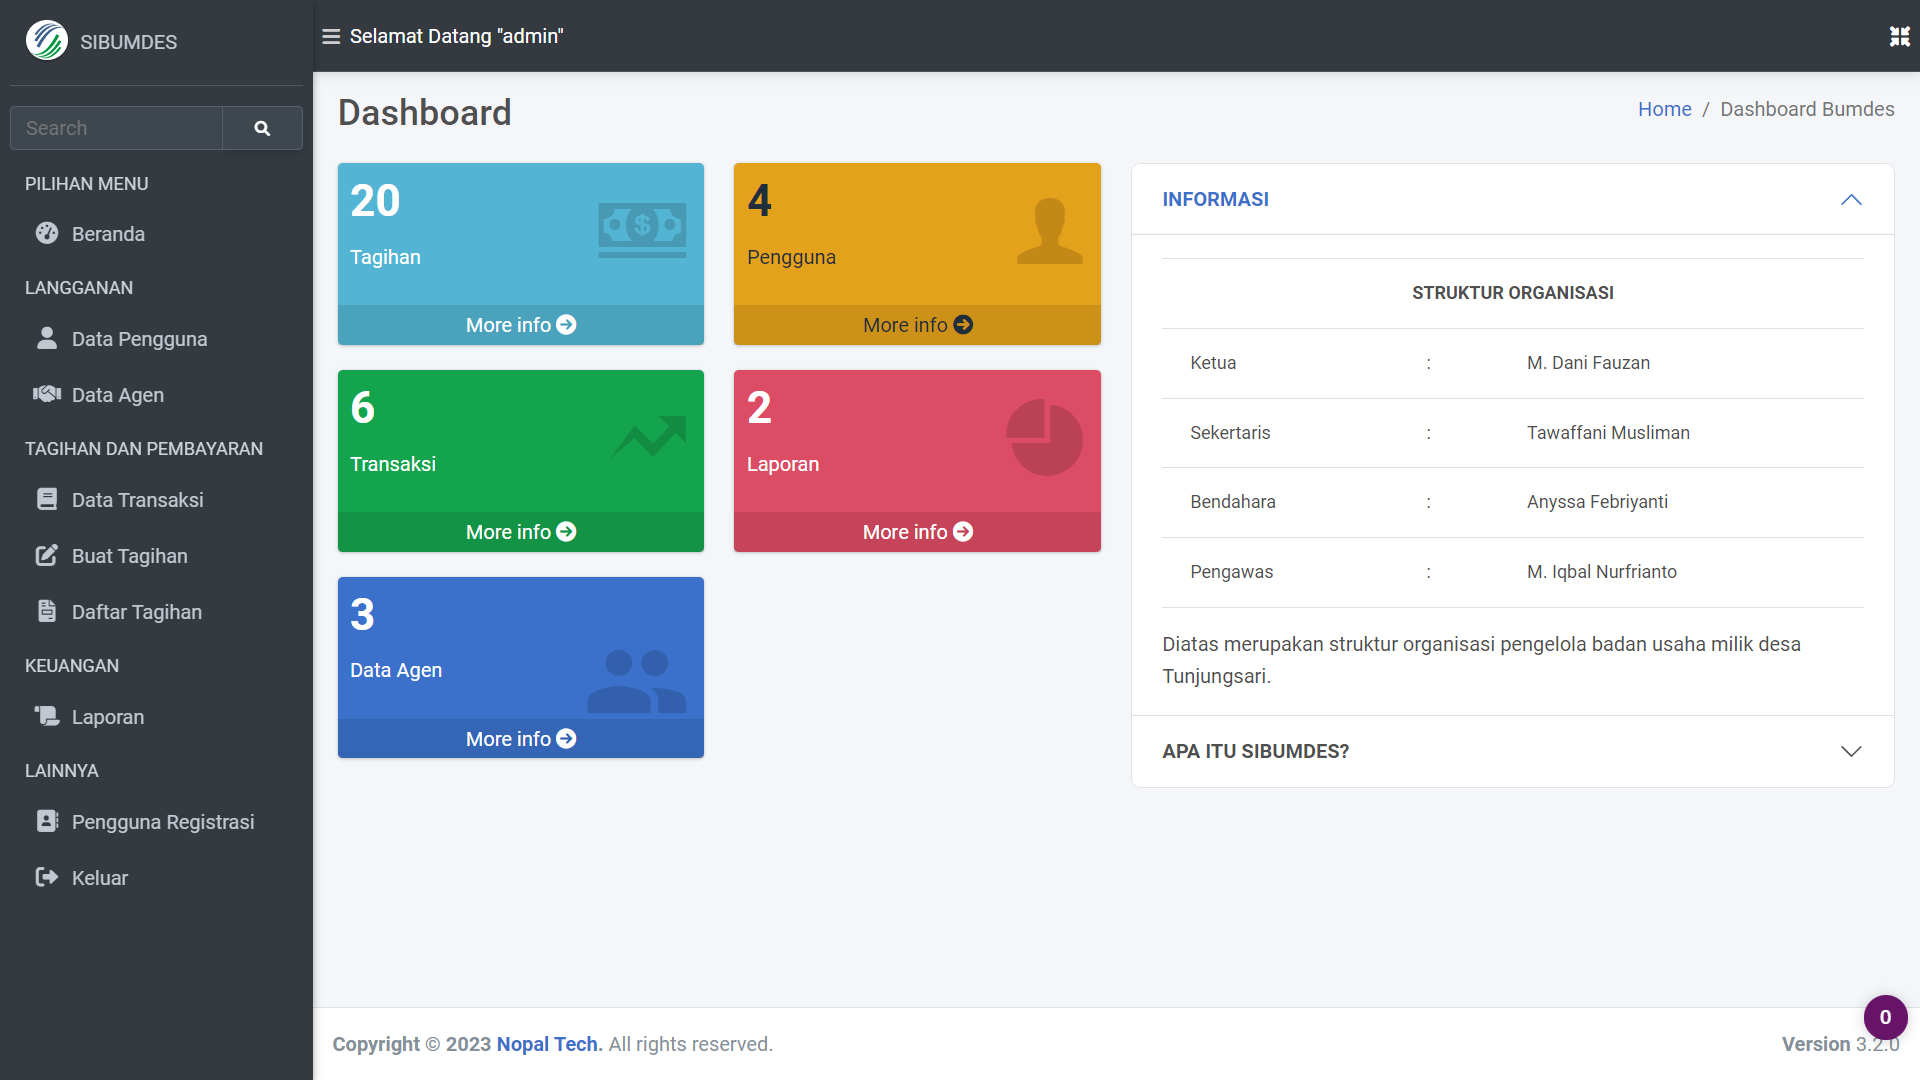 SIBUMDES
Search
PILIHAN MENU
Beranda
LANGGANAN
Data Pengguna
Data Agen
TAGIHAN DAN PEMBAYARAN
Data Transaksi
Buat Tagihan
Daftar Tagihan
KEUANGAN
Laporan
LAINNYA
Pengguna Registrasi
Keluar
Selamat Datang "admin"
Dashboard
Home / Dashboard Bumdes
20
Tagihan
More info
4
Pengguna
More info
6
Transaksi
More info
2
Laporan
More info
3
Data Agen
More info
INFORMASI
STRUKTUR ORGANISASI
Ketua : M. Dani Fauzan
Sekertaris : Tawaffani Musliman
Bendahara : Anyssa Febriyanti
Pengawas : M. Iqbal Nurfrianto
Diatas merupakan struktur organisasi pengelola badan usaha milik desa
Tunjungsari.
APA ITU SIBUMDES?
0
Copyright © 2023 Nopal Tech. All rights reserved.
Version 3.2.0